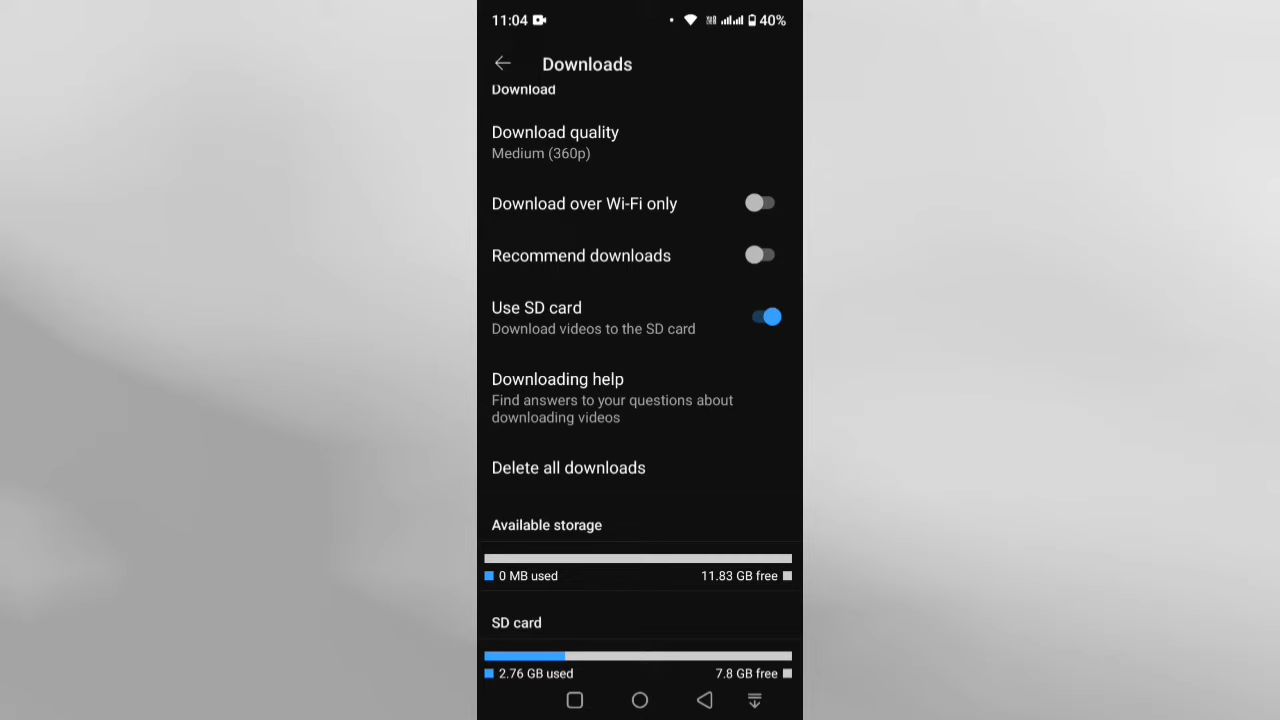 11:04 40%
Downloads
Download
Download quality
Medium (360p)
Download over Wi-Fi only
Recommend downloads
Use SD card
Download videos to the SD card
Downloading help
Find answers to your questions about
downloading videos
Delete all downloads
Available storage
0 MB used 11.83 GB free
SD card
2.76 GB used 7.8 GB free